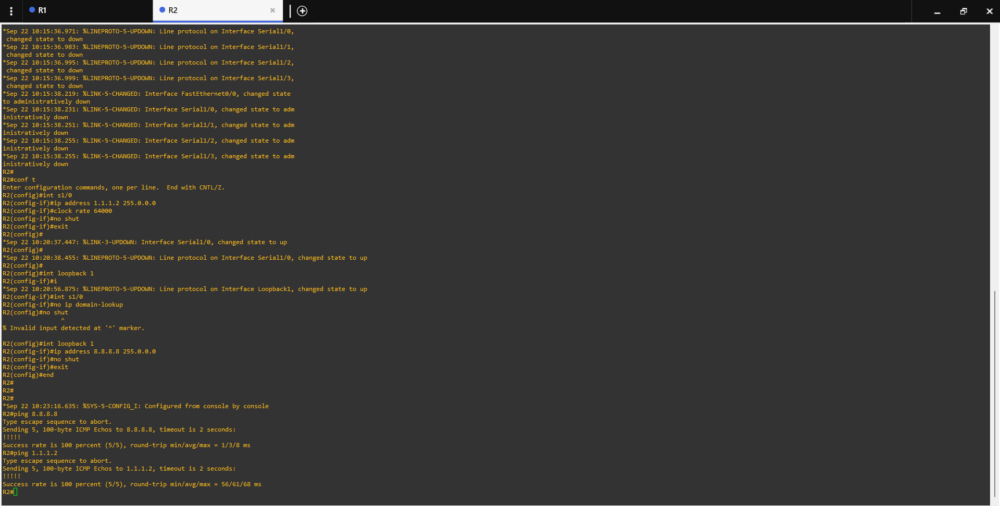 R1
R2
*Sep 22 10:15:36.971: %LINEPROTO-5-UPDOWN: Line protocol on Interface Serial1/0,
 changed state to down
*Sep 22 10:15:36.983: %LINEPROTO-5-UPDOWN: Line protocol on Interface Serial1/1,
 changed state to down
*Sep 22 10:15:36.995: %LINEPROTO-5-UPDOWN: Line protocol on Interface Serial1/2,
 changed state to down
*Sep 22 10:15:36.999: %LINEPROTO-5-UPDOWN: Line protocol on Interface Serial1/3,
 changed state to down
*Sep 22 10:15:38.219: %LINK-5-CHANGED: Interface FastEthernet0/0, changed state
to administratively down
*Sep 22 10:15:38.231: %LINK-5-CHANGED: Interface Serial1/0, changed state to adm
inistratively down
*Sep 22 10:15:38.251: %LINK-5-CHANGED: Interface Serial1/1, changed state to adm
inistratively down
*Sep 22 10:15:38.255: %LINK-5-CHANGED: Interface Serial1/2, changed state to adm
inistratively down
*Sep 22 10:15:38.255: %LINK-5-CHANGED: Interface Serial1/3, changed state to adm
inistratively down
R2#
R2#conf t
Enter configuration commands, one per line.  End with CNTL/Z.
R2(config)#int s1/0
R2(config-if)#ip address 1.1.1.2 255.0.0.0
R2(config-if)#clock rate 64000
R2(config-if)#no shut
R2(config-if)#exit
R2(config)#
*Sep 22 10:20:37.447: %LINK-3-UPDOWN: Interface Serial1/0, changed state to up
R2(config)#
*Sep 22 10:20:38.455: %LINEPROTO-5-UPDOWN: Line protocol on Interface Serial1/0, changed state to up
R2(config)#
R2(config)#int loopback 1
R2(config-if)#i
*Sep 22 10:20:56.875: %LINEPROTO-5-UPDOWN: Line protocol on Interface Loopback1, changed state to up
R2(config-if)#int s1/0
R2(config-if)#no ip domain-lookup
R2(config)#no shut
                ^
% Invalid input detected at '^' marker.

R2(config)#int loopback 1
R2(config-if)#ip address 8.8.8.8 255.0.0.0
R2(config-if)#no shut
R2(config-if)#exit
R2(config)#end
R2#
R2#
R2#
*Sep 22 10:23:16.635: %SYS-5-CONFIG_I: Configured from console by console
R2#ping 8.8.8.8
Type escape sequence to abort.
Sending 5, 100-byte ICMP Echos to 8.8.8.8, timeout is 2 seconds:
!!!!!
Success rate is 100 percent (5/5), round-trip min/avg/max = 1/3/8 ms
R2#ping 1.1.1.2
Type escape sequence to abort.
Sending 5, 100-byte ICMP Echos to 1.1.1.2, timeout is 2 seconds:
!!!!!
Success rate is 100 percent (5/5), round-trip min/avg/max = 56/61/68 ms
R2#